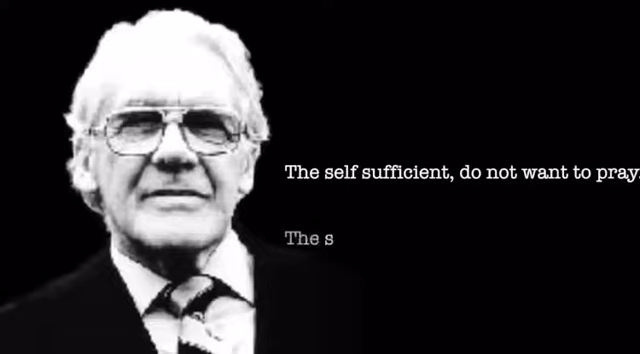 The self sufficient, do not want to pray.
The s